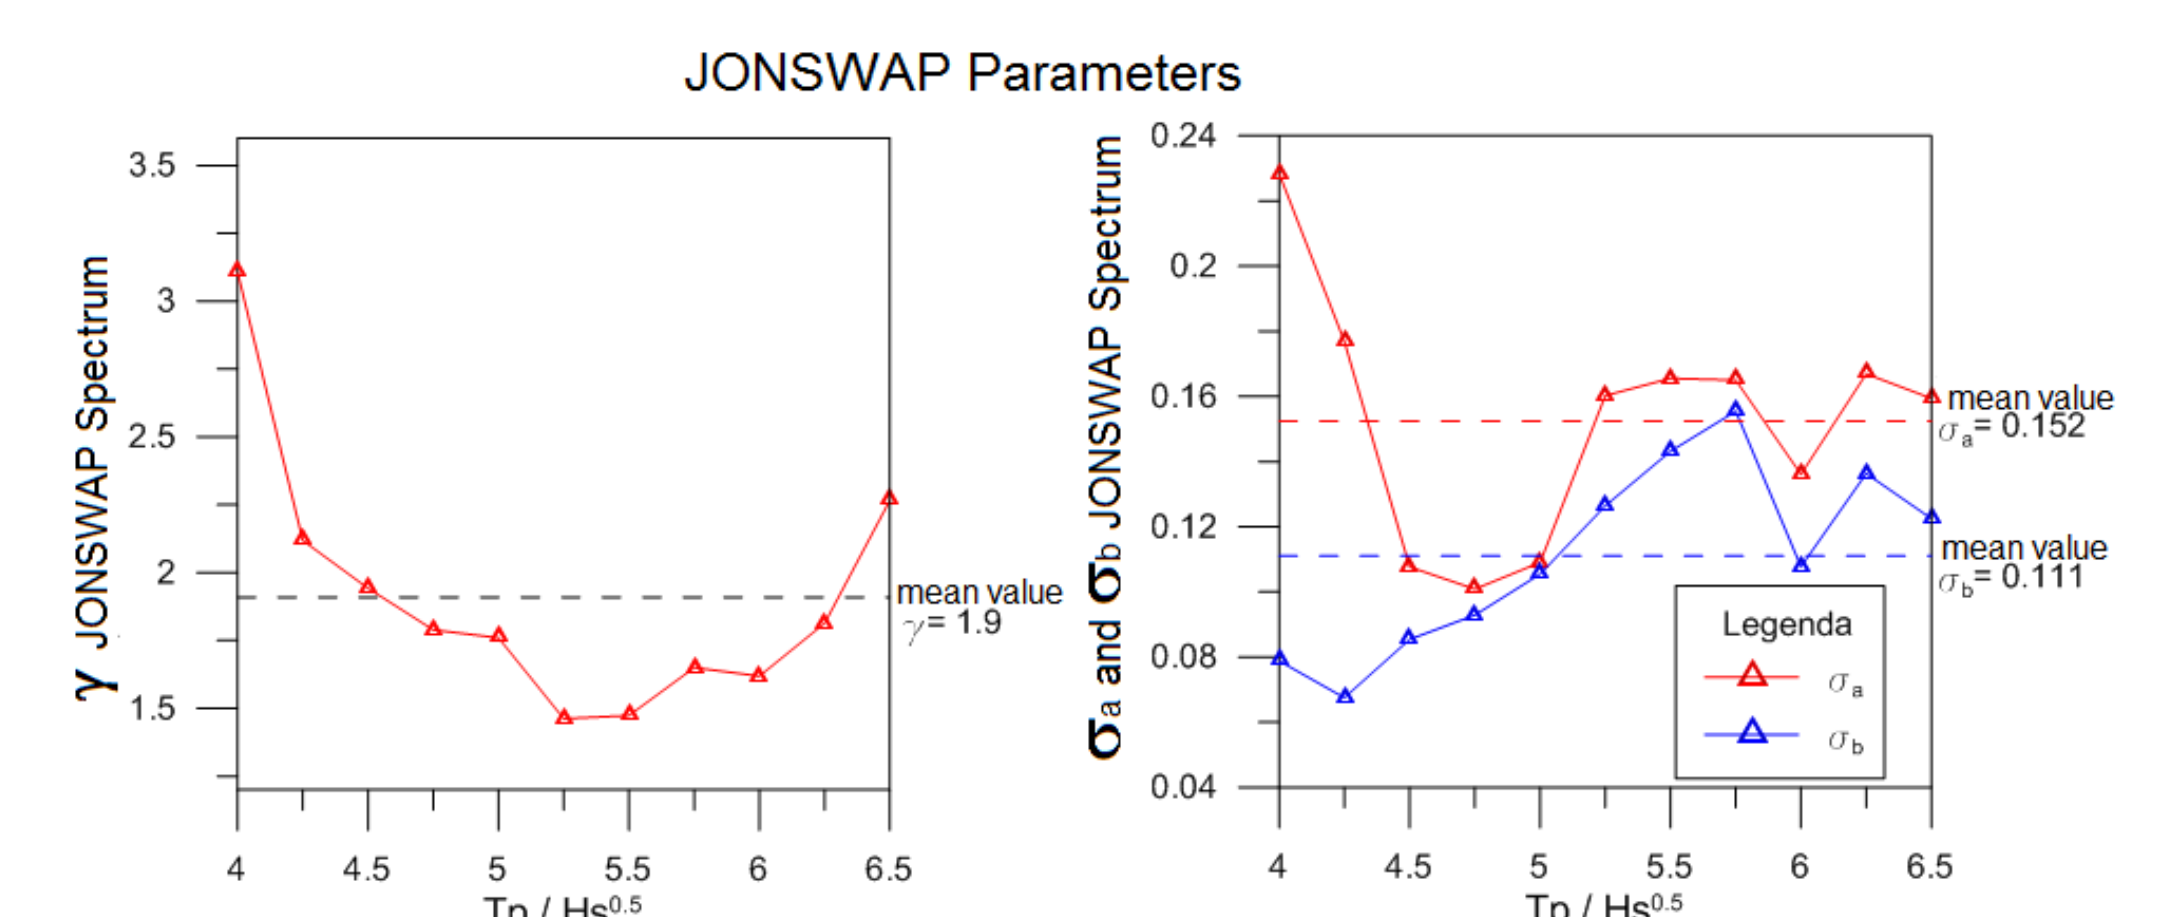 JONSWAP Parameters
γ JONSWAP Spectrum
3.5
3
2.5
2
1.5
mean value
γ= 1.9
4 4.5 5 5.5 6 6.5
Tp / Hs0.5
σa and σb JONSWAP Spectrum
0.24
0.2
0.16
0.12
0.08
0.04
mean value
σa= 0.152
mean value
σb= 0.111
Legenda
σa
σb
4 4.5 5 5.5 6 6.5
Tp / Hs0.5